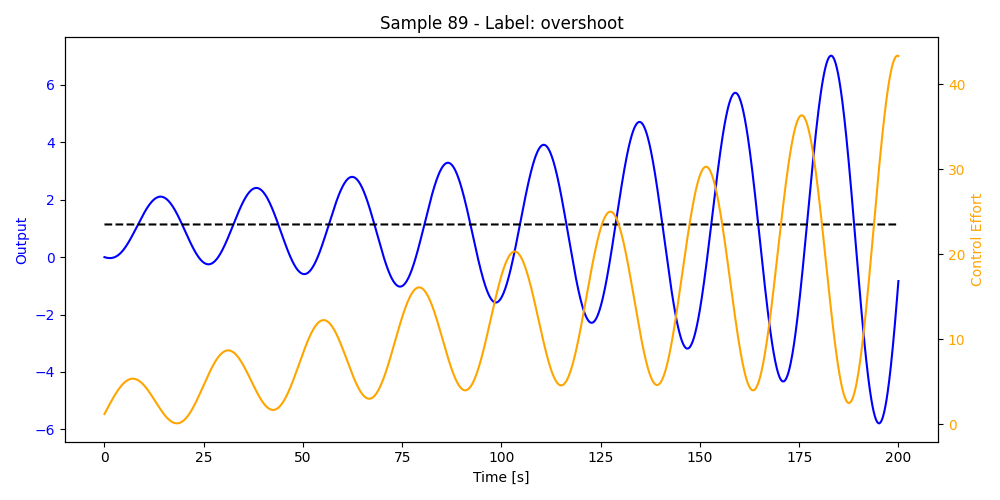 Sample 89 - Label: overshoot
Output
6
4
2
0
−2
−4
−6
0 25 50 75 100 125 150 175 200
Time [s]
40
30
20
10
0
Control Effort